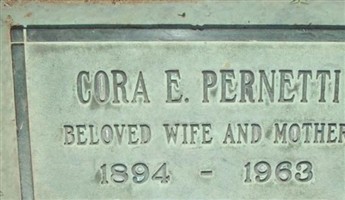 CORA E. PERNETTI
BELOVED WIFE AND MOTHER
1894 - 1963